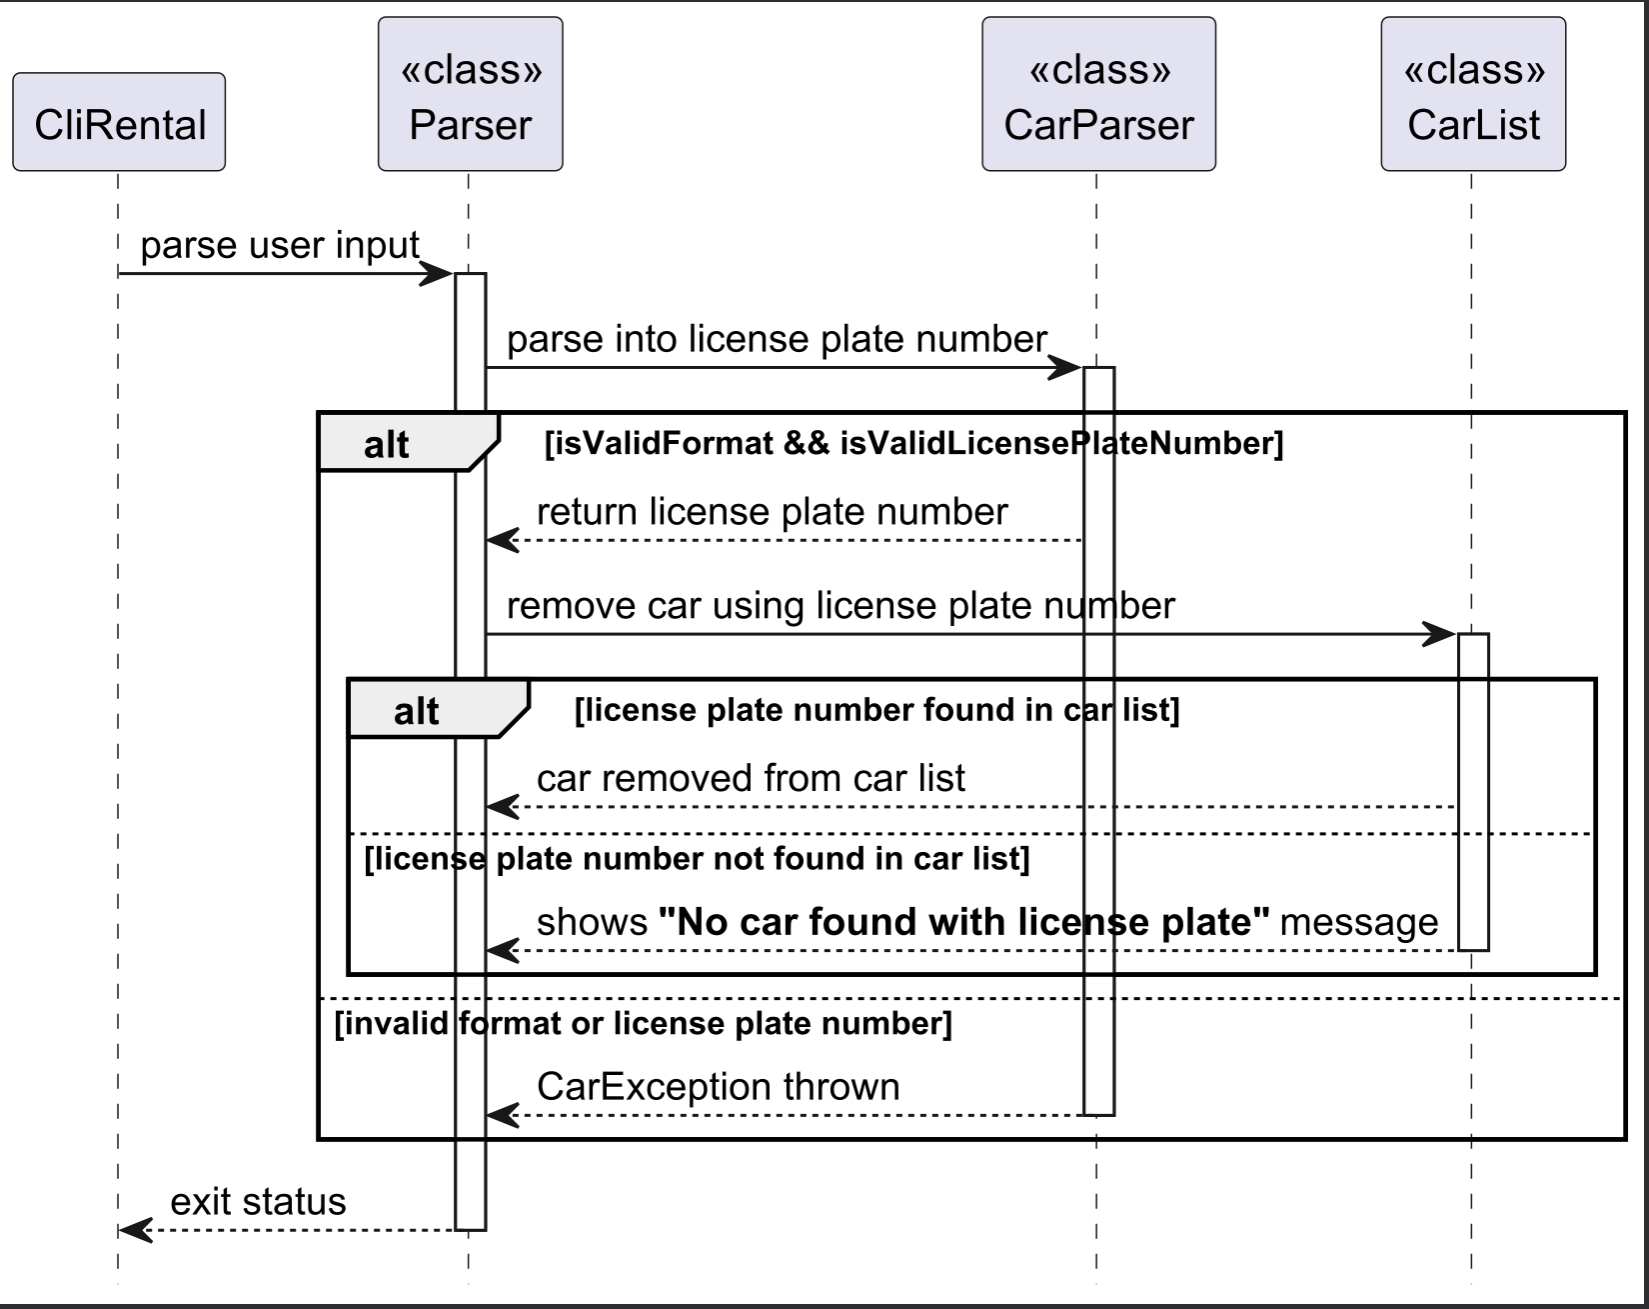 CliRental
«class»
Parser
«class»
CarParser
«class»
CarList
parse user input
parse into license plate number
alt
[isValidFormat && isValidLicensePlateNumber]
return license plate number
remove car using license plate number
alt
[license plate number found in car list]
car removed from car list
[license plate number not found in car list]
shows "No car found with license plate" message
[invalid format or license plate number]
CarException thrown
exit status